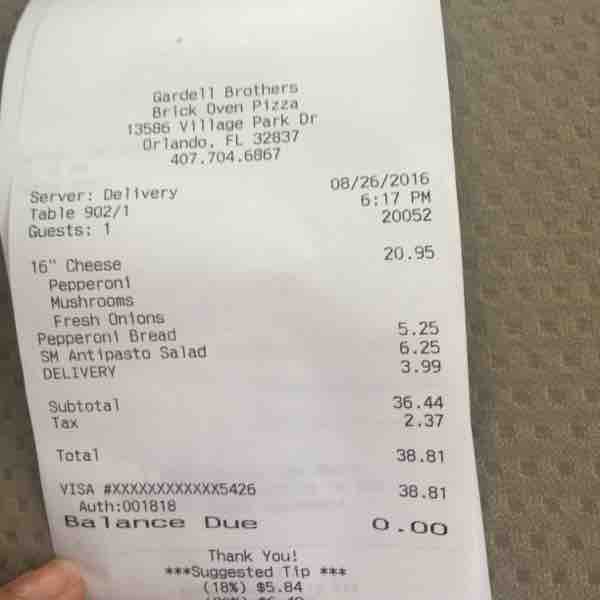 Gardell Brothers
Brick Oven Pizza
13586 Village Park Dr
Orlando, FL 32837
407.704.6867
Server: Delivery 08/26/2016
Table 902/1 6:17 PM
Guests: 1 20052
16" Cheese 20.95
Pepperoni
Mushrooms
Fresh Onions
Pepperoni Bread 5.25
SM Antipasto Salad 6.25
DELIVERY 3.99
Subtotal 36.44
Tax 2.37
Total 38.81
VISA #XXXXXXXXXXXX5426 38.81
Auth:001818
Balance Due 0.00
Thank You!
***Suggested Tip ***
(18%) $5.84